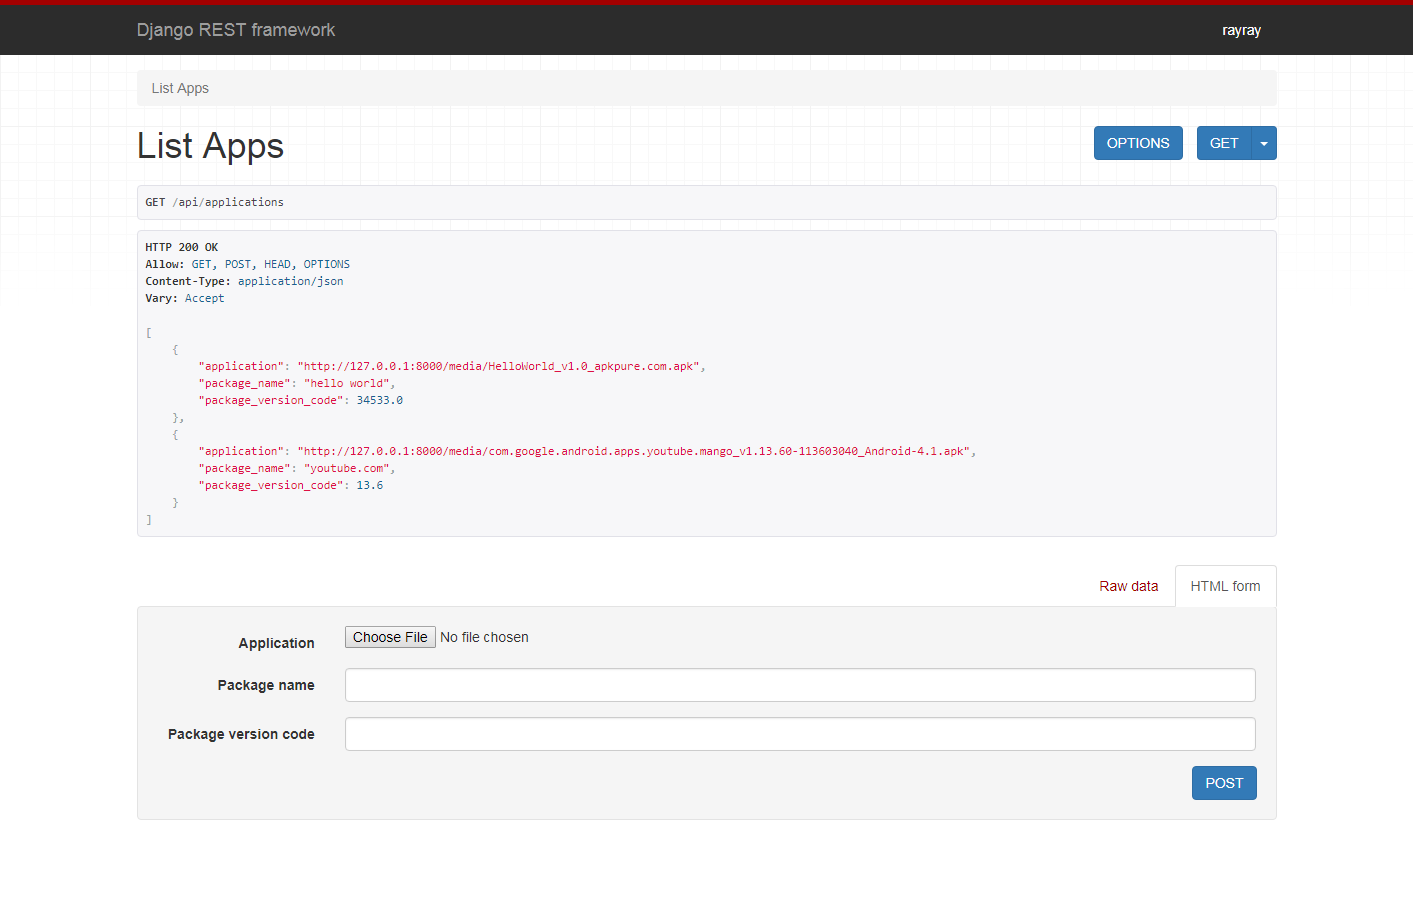 Django REST framework
rayray
List Apps
List Apps
OPTIONS
GET
GET /api/applications
HTTP 200 OK
Allow: GET, POST, HEAD, OPTIONS
Content-Type: application/json
Vary: Accept
[
    {
        "application": "http://127.0.0.1:8000/media/HelloWorld_v1.0_apkpure.com.apk",
        "package_name": "hello world",
        "package_version_code": 34533.0
    },
    {
        "application": "http://127.0.0.1:8000/media/com.google.android.apps.youtube.mango_v1.13.60-113603040_Android-4.1.apk",
        "package_name": "youtube.com",
        "package_version_code": 13.6
    }
]
Raw data
HTML form
Application
Choose File No file chosen
Package name
Package version code
POST